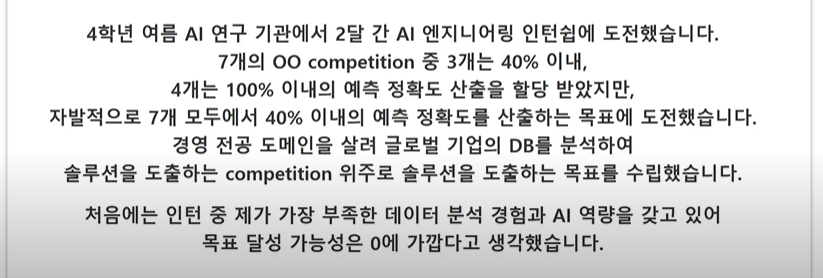 4학년 여름 AI 연구 기관에서 2달 간 AI 엔지니어링 인턴쉽에 도전했습니다.
7개의 OO competition 중 3개는 40% 이내,
4개는 100% 이내의 예측 정확도 산출을 할당 받았지만,
자발적으로 7개 모두에서 40% 이내의 예측 정확도를 산출하는 목표에 도전했습니다.
경영 전공 도메인을 살려 글로벌 기업의 DB를 분석하여
솔루션을 도출하는 competition 위주로 솔루션을 도출하는 목표를 수립했습니다.
처음에는 인턴 중 제가 가장 부족한 데이터 분석 경험과 AI 역량을 갖고 있어
목표 달성 가능성은 0에 가깝다고 생각했습니다.